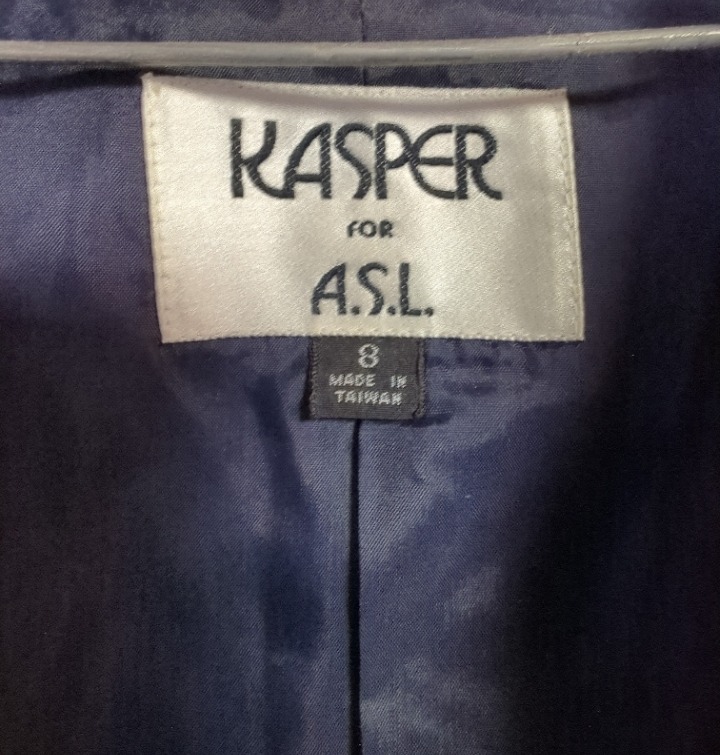 KASPER
FOR
A.S.L.
8
MADE IN
TAIWAN